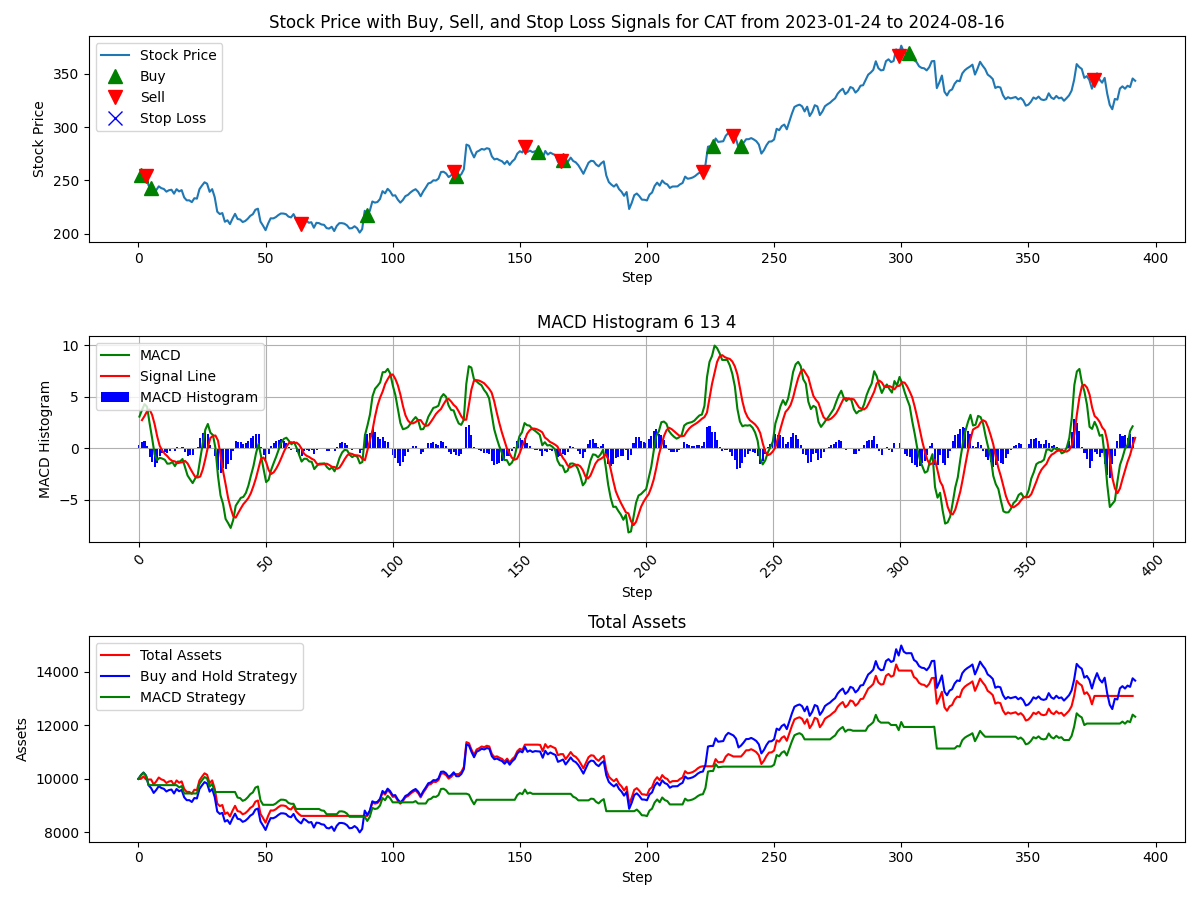 Stock Price with Buy, Sell, and Stop Loss Signals for CAT from 2023-01-24 to 2024-08-16
Stock Price
Buy
Sell
Stop Loss
Stock Price
350
300
250
200
0 50 100 150 200 250 300 350 400
Step
MACD Histogram 6 13 4
MACD
Signal Line
MACD Histogram
MACD Histogram
10
5
0
−5
0 50 100 150 200 250 300 350 400
Step
Total Assets
Total Assets
Buy and Hold Strategy
MACD Strategy
Assets
14000
12000
10000
8000
0 50 100 150 200 250 300 350 400
Step